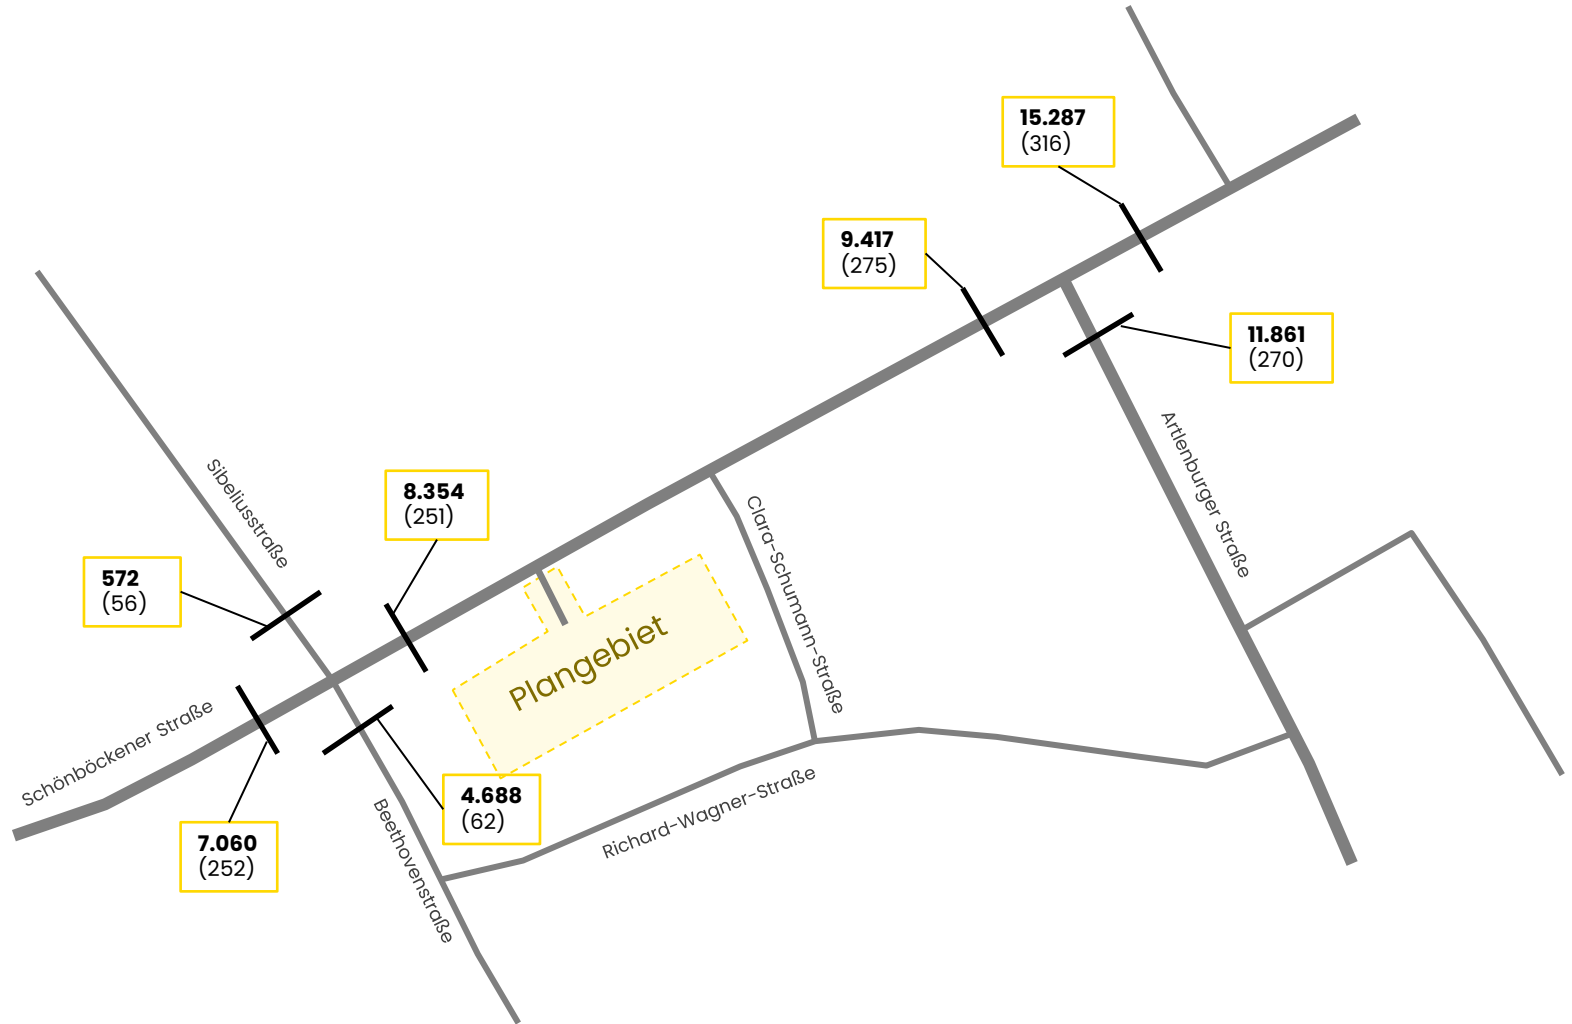 15.287
(316)
9.417
(275)
11.861
(270)
Artlenburger Straße
Sibeliusstraße
8.354
(251)
Clara-Schumann-Straße
572
(56)
Plangebiet
Schönböckener Straße
4.688
(62)
Richard-Wagner-Straße
Beethovenstraße
7.060
(252)